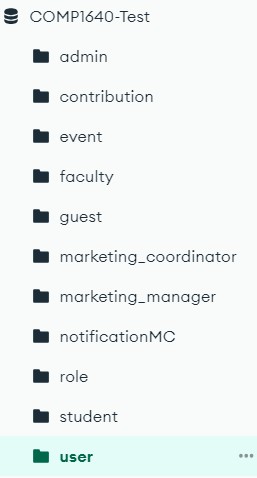 COMP1640-Test
admin
contribution
event
faculty
guest
marketing_coordinator
marketing_manager
notificationMC
role
student
user